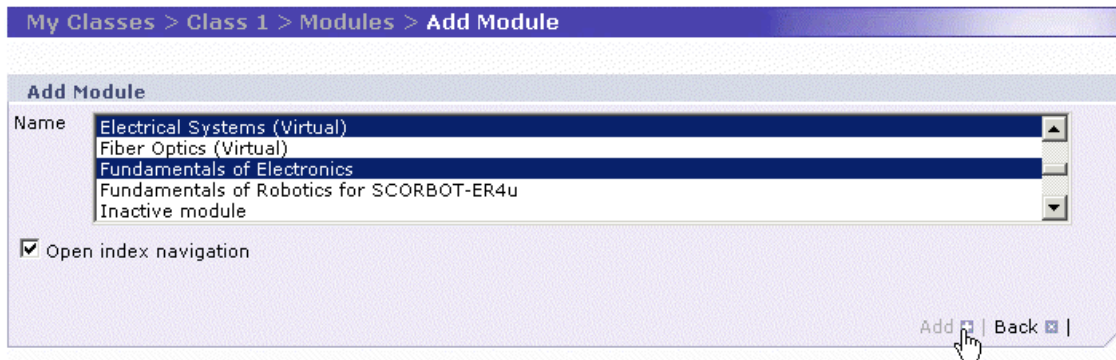 My Classes > Class 1 > Modules > Add Module
Add Module
Name
Electrical Systems (Virtual)
Fiber Optics (Virtual)
Fundamentals of Electronics
Fundamentals of Robotics for SCORBOT-ER4u
Inactive module
Open index navigation
Add | Back |